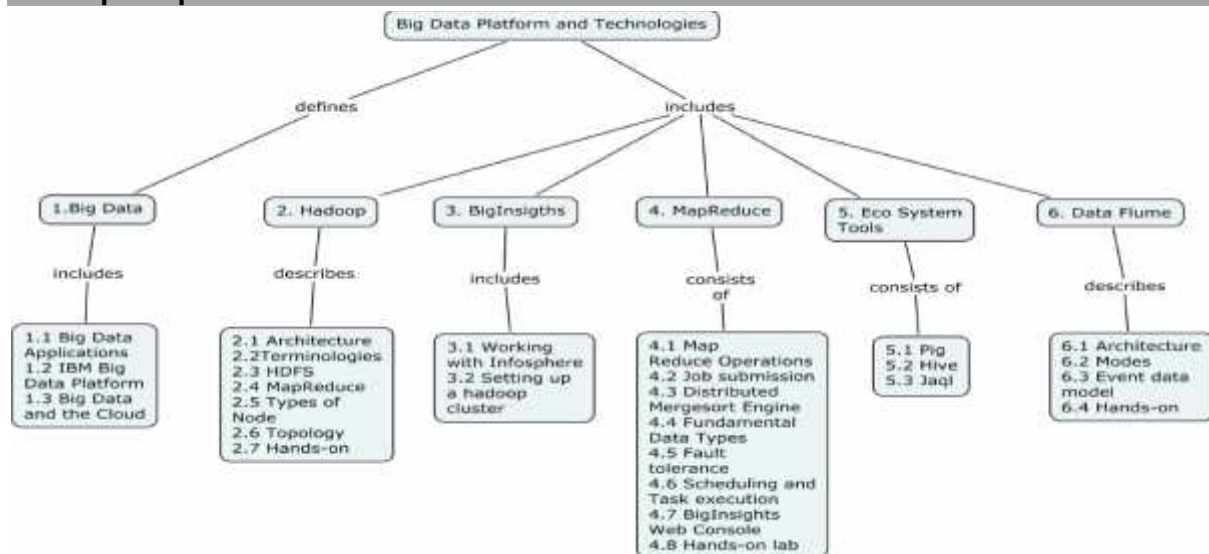 Big Data Platform and Technologies
defines
includes
1.Big Data
2. Hadoop
3. BigInsigths
4. MapReduce
5. Eco System
Tools
6. Data Flume
includes
describes
includes
consists
of
consists of
describes
1.1 Big Data
Applications
1.2 IBM Big
Data Platform
1.3 Big Data
and the Cloud
2.1 Architecture
2.2Terminologies
2.3 HDFS
2.4 MapReduce
2.5 Types of
Node
2.6 Topology
2.7 Hands-on
3.1 Working
with Infosphere
3.2 Setting up
a hadoop
cluster
4.1 Map
Reduce Operations
4.2 Job submission
4.3 Distributed
Mergesort Engine
4.4 Fundamental
Data Types
4.5 Fault
tolerance
4.6 Scheduling and
Task execution
4.7 BigInsights
Web Console
4.8 Hands-on lab
5.1 Pig
5.2 Hive
5.3 Jaql
6.1 Architecture
6.2 Modes
6.3 Event data
model
6.4 Hands-on